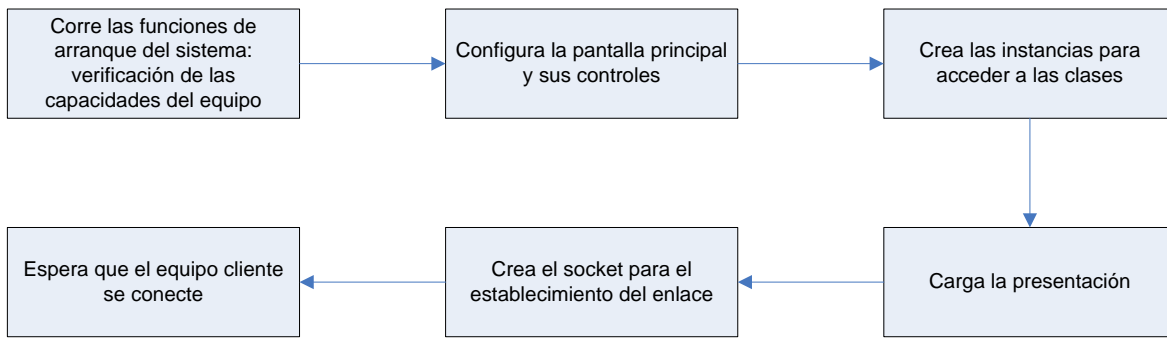 Corre las funciones de
arranque del sistema:
verificación de las
capacidades del equipo
Configura la pantalla principal
y sus controles
Crea las instancias para
acceder a las clases
Carga la presentación
Crea el socket para el
establecimiento del enlace
Espera que el equipo cliente
se conecte